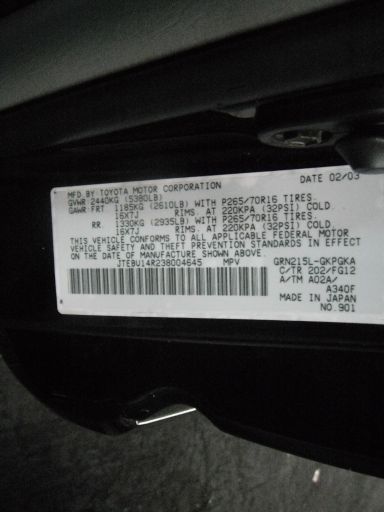 DATE 02/03
MFD BY TOYOTA MOTOR CORPORATION
GVWR 2440KG (5380LB)
GAWR FRT 1185KG (2610LB) WITH P265/70R16 TIRES.
16X7J RIMS. AT 220KPA (32PSI) COLD.
RR 1330KG (2935LB) WITH P265/70R16 TIRES.
16X7J RIMS. AT 220KPA (32PSI) COLD.
THIS VEHICLE CONFORMS TO ALL APPLICABLE FEDERAL MOTOR
VEHICLE SAFETY AND THEFT PREVENTION STANDARDS IN EFFECT
ON THE DATE OF MANUFACTURE SHOWN ABOVE.
JTEBU14R238004645 MPV
GRN215L-GKPGKA
C/TR 202/FG12
A/TM A02A/
A340F
MADE IN JAPAN
NO.901